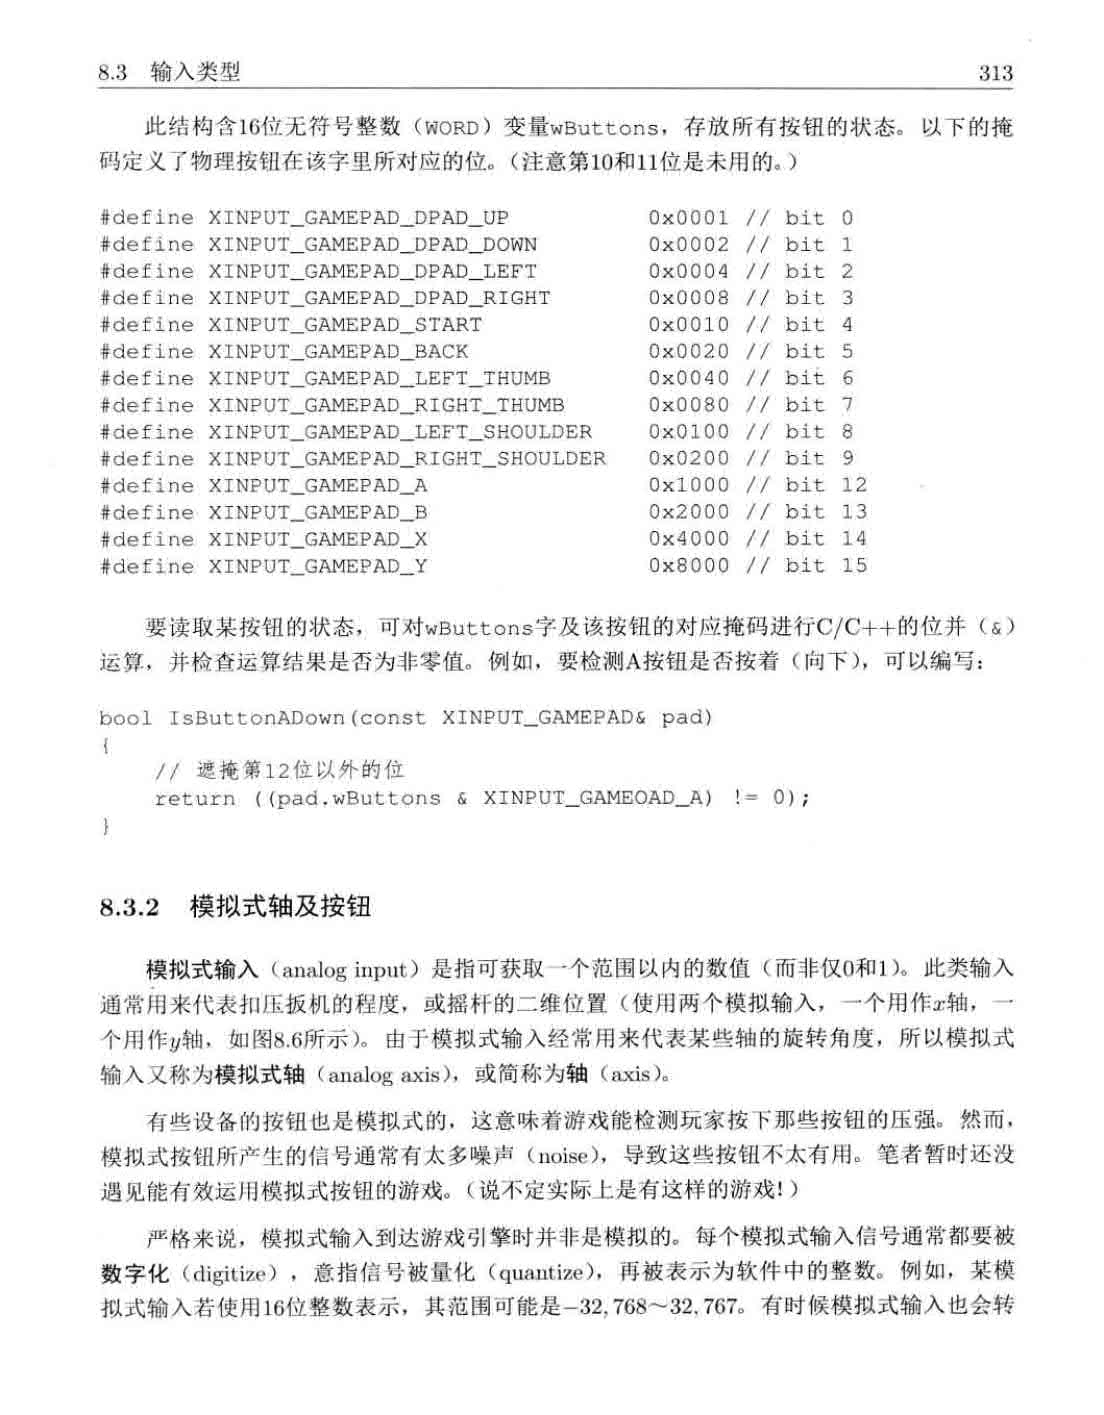 8.3 输入类型 313
此结构含16位无符号整数（WORD）变量wButtons，存放所有按钮的状态。以下的掩
码定义了物理按钮在该字里所对应的位。（注意第10和11位是未用的。）
#define XINPUT_GAMEPAD_DPAD_UP 0x0001 // bit 0
#define XINPUT_GAMEPAD_DPAD_DOWN 0x0002 // bit 1
#define XINPUT_GAMEPAD_DPAD_LEFT 0x0004 // bit 2
#define XINPUT_GAMEPAD_DPAD_RIGHT 0x0008 // bit 3
#define XINPUT_GAMEPAD_START 0x0010 // bit 4
#define XINPUT_GAMEPAD_BACK 0x0020 // bit 5
#define XINPUT_GAMEPAD_LEFT_THUMB 0x0040 // bit 6
#define XINPUT_GAMEPAD_RIGHT_THUMB 0x0080 // bit 7
#define XINPUT_GAMEPAD_LEFT_SHOULDER 0x0100 // bit 8
#define XINPUT_GAMEPAD_RIGHT_SHOULDER 0x0200 // bit 9
#define XINPUT_GAMEPAD_A 0x1000 // bit 12
#define XINPUT_GAMEPAD_B 0x2000 // bit 13
#define XINPUT_GAMEPAD_X 0x4000 // bit 14
#define XINPUT_GAMEPAD_Y 0x8000 // bit 15
要读取某按钮的状态，可对wButtons字及该按钮的对应掩码进行C/C++的位并（&）
运算，并检查运算结果是否为非零值。例如，要检测A按钮是否按着（向下），可以编写：
bool IsButtonADown(const XINPUT_GAMEPAD& pad)
{
// 遮掩第12位以外的位
return ((pad.wButtons & XINPUT_GAMEOAD_A) != 0);
}
8.3.2 模拟式轴及按钮
模拟式输入（analog input）是指可获取一个范围以内的数值（而非仅0和1）。此类输入
通常用来代表扣压扳机的程度，或摇杆的二维位置（使用两个模拟输入，一个用作x轴，一
个用作y轴，如图8.6所示）。由于模拟式输入经常用来代表某些轴的旋转角度，所以模拟式
输入又称为模拟式轴（analog axis），或简称为轴（axis）。
有些设备的按钮也是模拟式的，这意味着游戏能检测玩家按下那些按钮的压强。然而，
模拟式按钮所产生的信号通常有太多噪声（noise），导致这些按钮不太有用。笔者暂时还没
遇见能有效运用模拟式按钮的游戏。（说不定实际上是有这样的游戏！）
严格来说，模拟式输入到达游戏引擎时并非是模拟的。每个模拟式输入信号通常都要被
数字化（digitize），意指信号被量化（quantize），再被表示为软件中的整数。例如，某模
拟式输入若使用16位整数表示，其范围可能是−32,768～32,767。有时候模拟式输入也会转